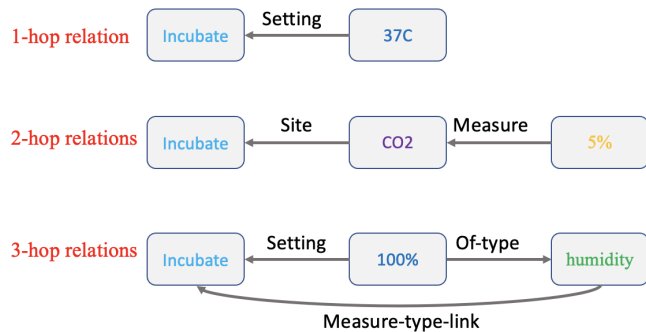 Setting
1-hop relation
Incubate
37C
Site
Measure
2-hop relations
Incubate
CO2
5%
Setting
Of-type
3-hop relations
Incubate
100%
humidity
Measure-type-link